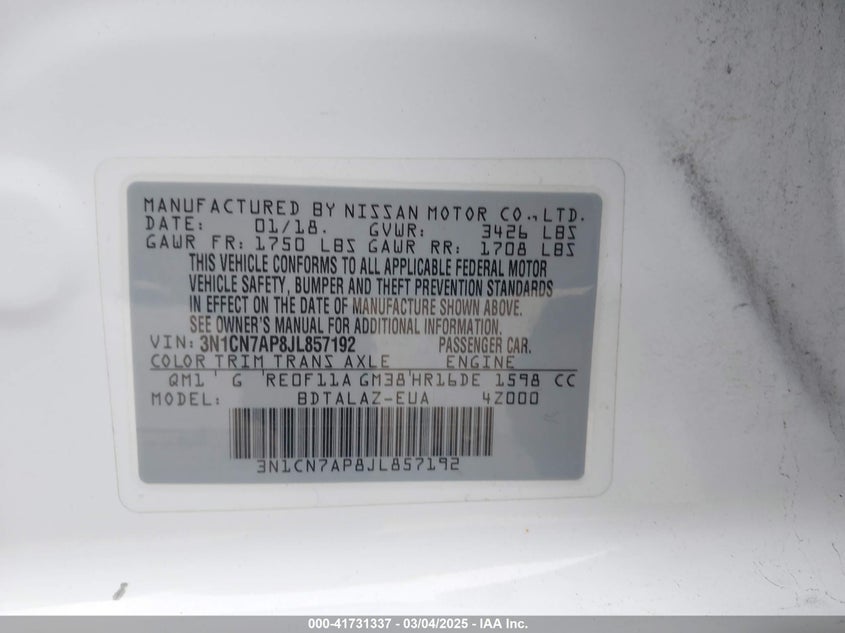 MANUFACTURED BY NISSAN MOTOR CO.,LTD.
DATE: 01/18. GVWR: 3426 LBS
GAWR FR: 1750 LBS GAWR RR: 1708 LBS
THIS VEHICLE CONFORMS TO ALL APPLICABLE FEDERAL MOTOR
VEHICLE SAFETY, BUMPER AND THEFT PREVENTION STANDARDS
IN EFFECT ON THE DATE OF MANUFACTURE SHOWN ABOVE.
SEE OWNER'S MANUAL FOR ADDITIONAL INFORMATION.
VIN: 3N1CN7AP8JL857192 PASSENGER CAR.
COLOR TRIM TRANS AXLE ENGINE
QM1 G RE0F11A GM38 HR16DE 1598 CC
MODEL: BDTALAZ-EUA 4Z000
3N1CN7AP8JL857192
000-41731337 - 03/04/2025 - IAA Inc.